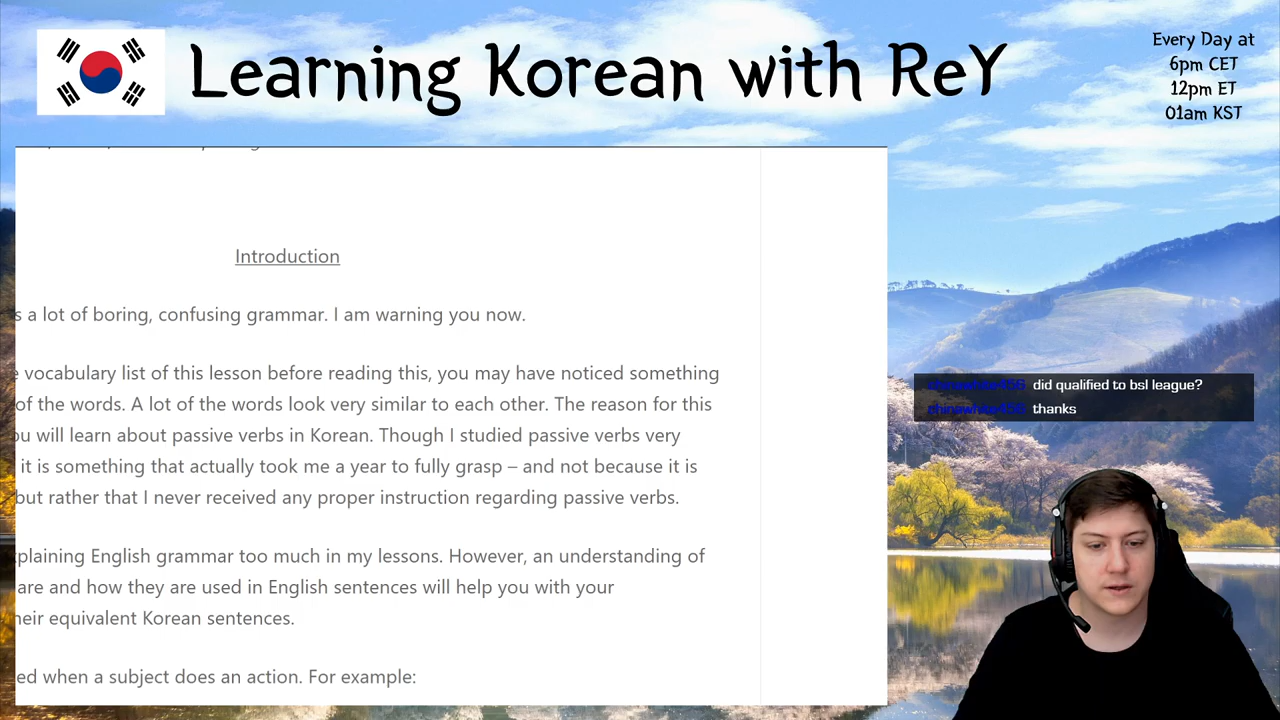 Learning Korean with ReY
Every Day at
6pm CET
12pm ET
01am KST
Introduction
s a lot of boring, confusing grammar. I am warning you now.
e vocabulary list of this lesson before reading this, you may have noticed something
of the words. A lot of the words look very similar to each other. The reason for this
ou will learn about passive verbs in Korean. Though I studied passive verbs very
it is something that actually took me a year to fully grasp – and not because it is
but rather that I never received any proper instruction regarding passive verbs.
xplaining English grammar too much in my lessons. However, an understanding of
are and how they are used in English sentences will help you with your
heir equivalent Korean sentences.
ed when a subject does an action. For example:
chinawhite456 did qualified to bsl league?
chinawhite456 thanks